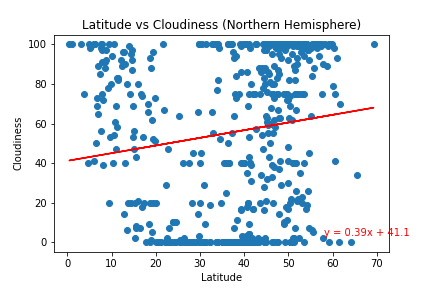 Latitude vs Cloudiness (Northern Hemisphere)
100
80
60
40
20
0
Cloudiness
y = 0.39x + 41.1
0 10 20 30 40 50 60 70
Latitude